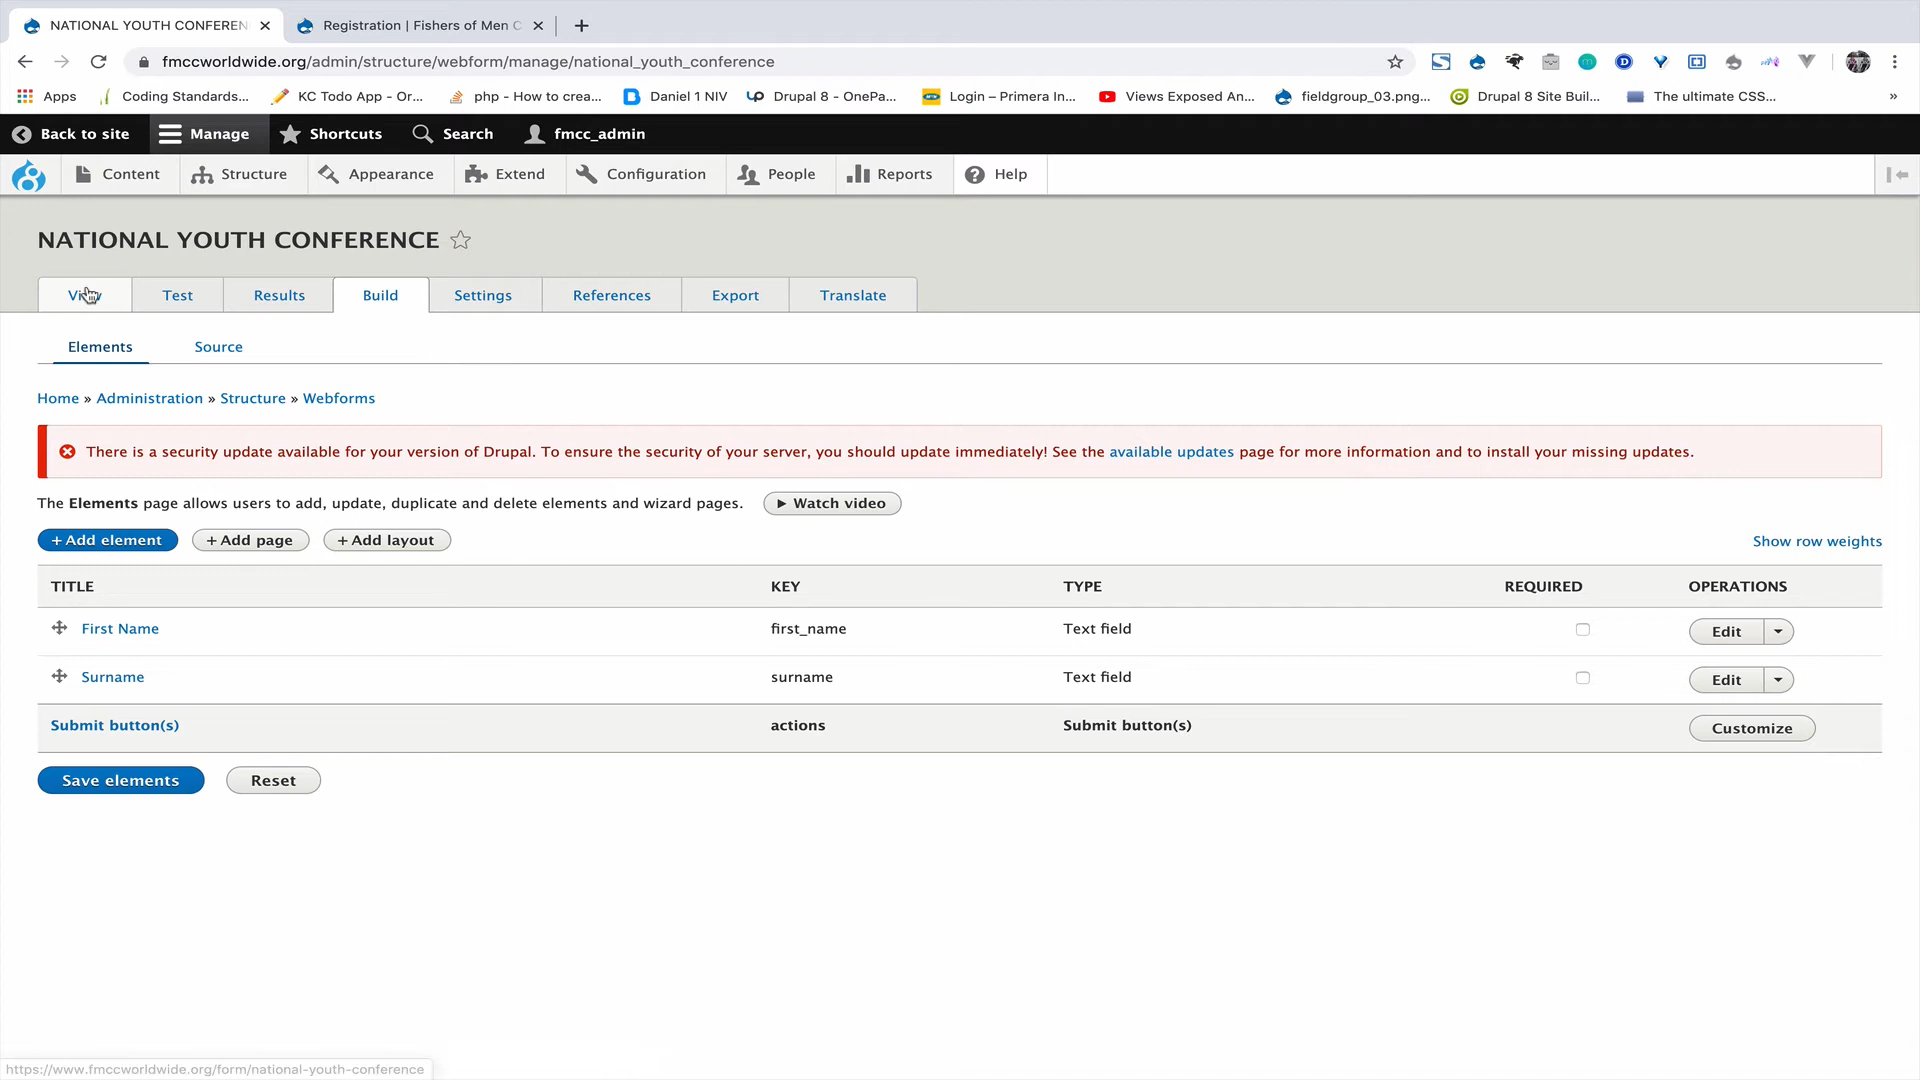 NATIONAL YOUTH CONFEREN
Registration | Fishers of Men C
fmccworldwide.org/admin/structure/webform/manage/national_youth_conference
Apps
Coding Standards...
KC Todo App - Or...
php - How to crea...
Daniel 1 NIV
Drupal 8 - OnePa...
Login – Primera In...
Views Exposed An...
fieldgroup_03.png...
Drupal 8 Site Buil...
The ultimate CSS...
»
Back to site
Manage
Shortcuts
Search
fmcc_admin
Content
Structure
Appearance
Extend
Configuration
People
Reports
Help
NATIONAL YOUTH CONFERENCE
View
Test
Results
Build
Settings
References
Export
Translate
Elements
Source
Home » Administration » Structure » Webforms
There is a security update available for your version of Drupal. To ensure the security of your server, you should update immediately! See the available updates page for more information and to install your missing updates.
The Elements page allows users to add, update, duplicate and delete elements and wizard pages.
Watch video
+ Add element
+ Add page
+ Add layout
Show row weights
TITLE KEY TYPE REQUIRED OPERATIONS
First Name first_name Text field Edit
Surname surname Text field Edit
Submit button(s) actions Submit button(s) Customize
Save elements
Reset
https://www.fmccworldwide.org/form/national-youth-conference